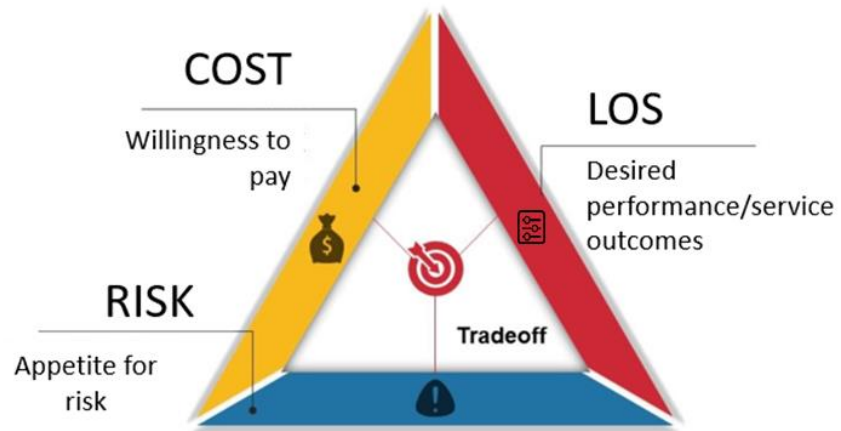 COST
Willingness to
pay
LOS
Desired
performance/service
outcomes
$
RISK
Appetite for
risk
Tradeoff
!